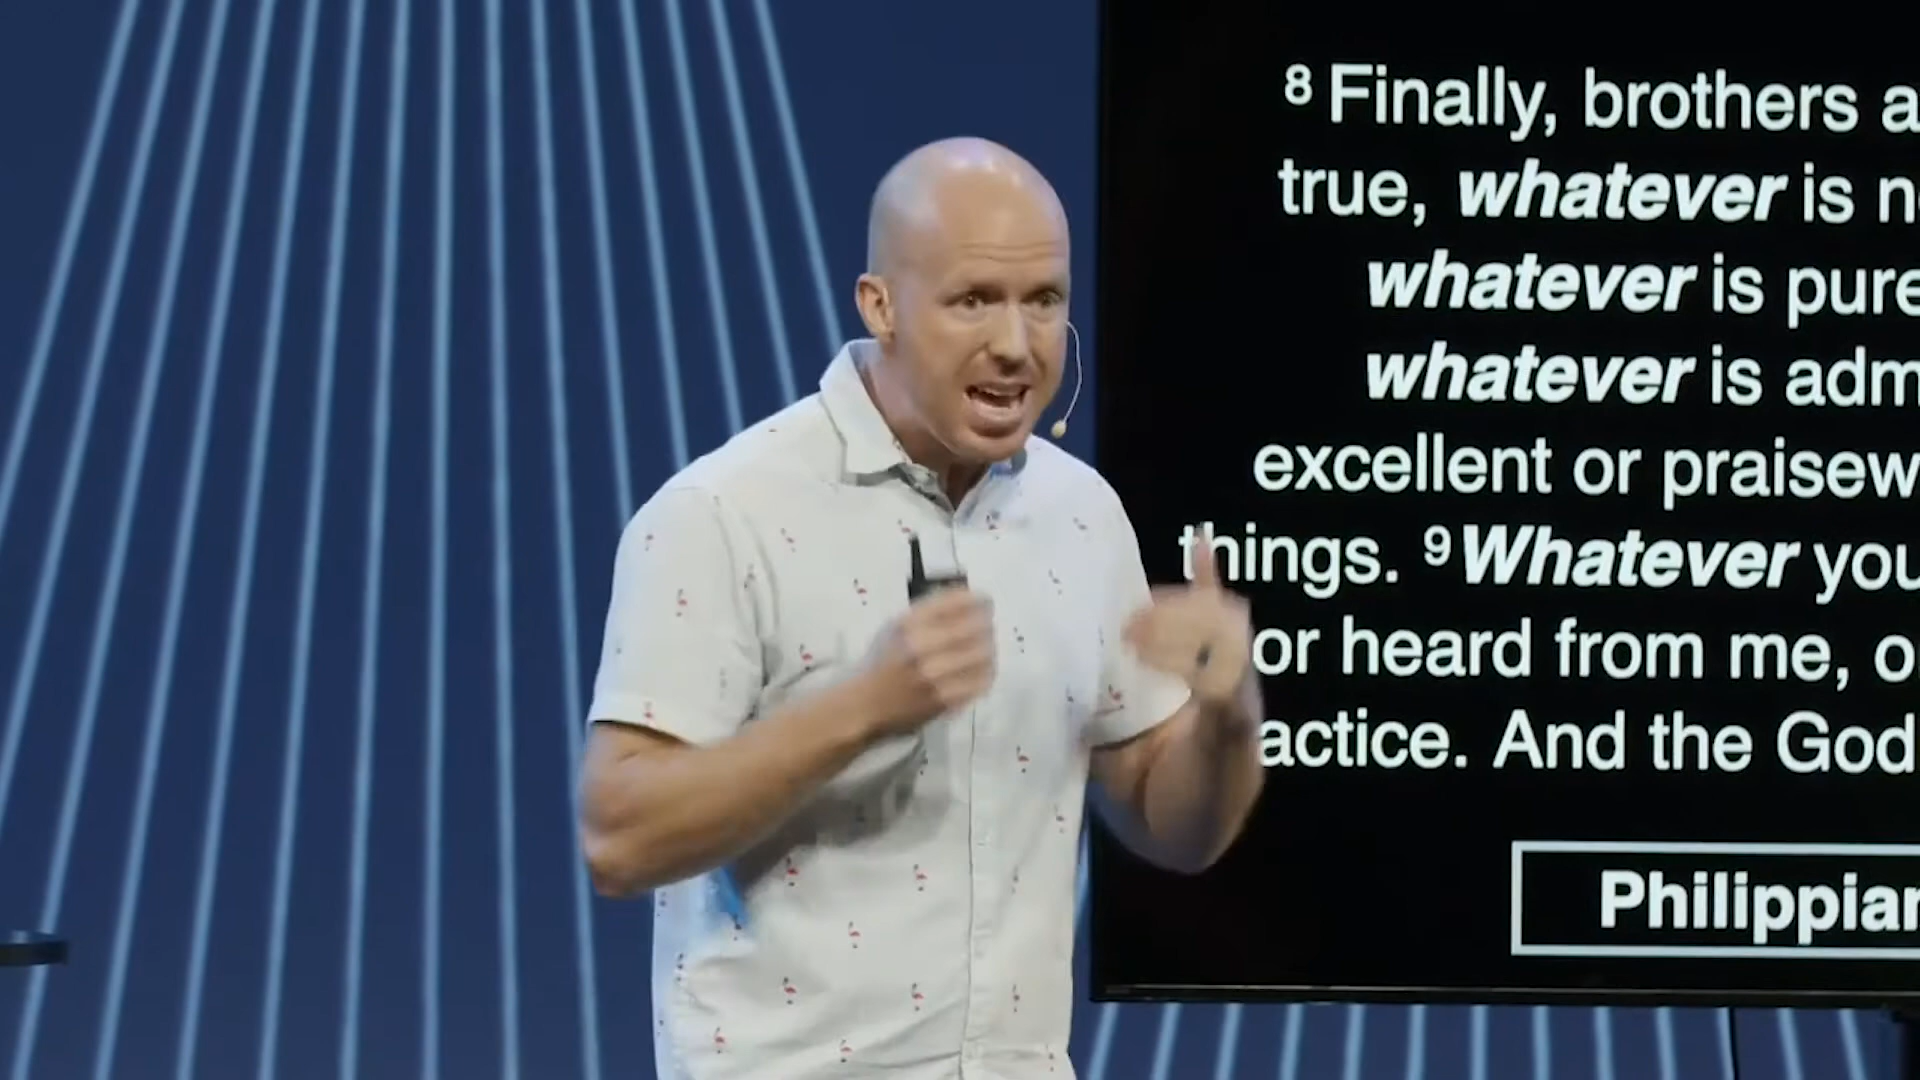 8 Finally, brothers a
true, whatever is n
whatever is pure
whatever is adm
excellent or praisew
things. 9 Whatever you
or heard from me, o
actice. And the God
Philippian